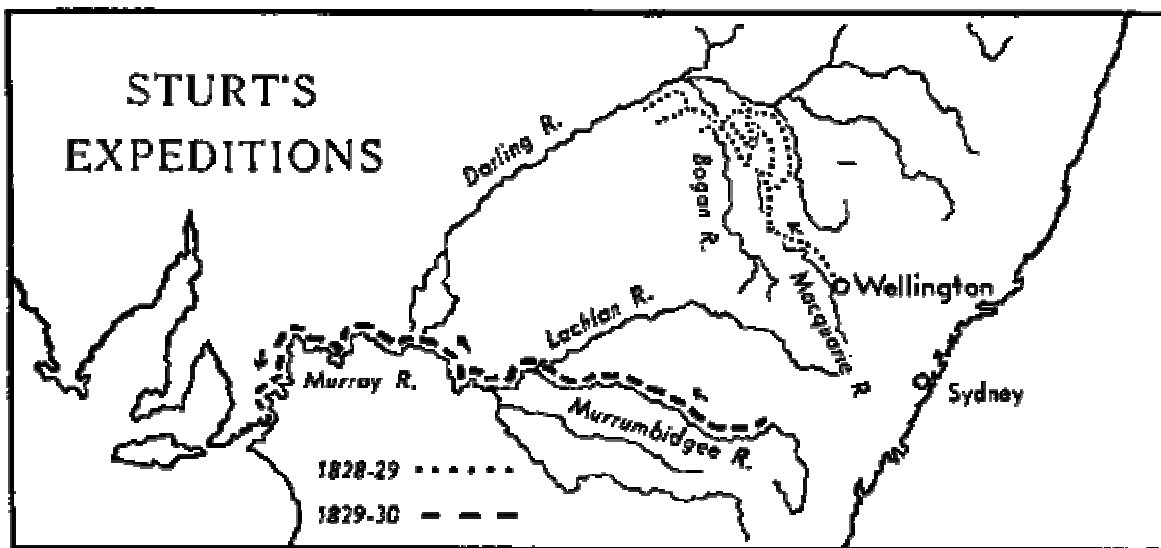 STURT'S
EXPEDITIONS
Darling R.
Bogan R.
Macquarie R.
Wellington
Lachlan R.
Sydney
Murray R.
Murrumbidgee R.
1828-29
1829-30